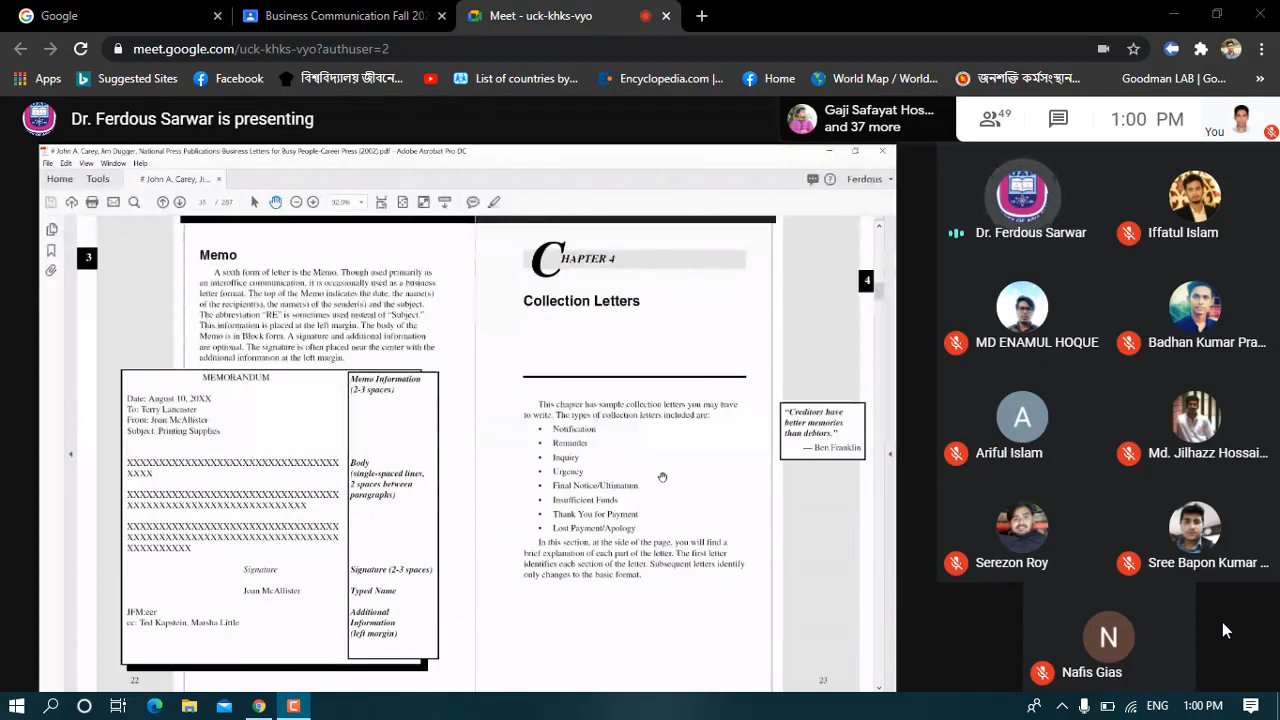 Google
Business Communication Fall 202
Meet - uck-khks-vyo
meet.google.com/uck-khks-vyo?authuser=2
Apps
Suggested Sites
Facebook
বিশ্ববিদ্যালয়ে জীবনে...
List of countries by...
Encyclopedia.com |...
Home
World Map / World...
জনশক্তি কর্মসংস্থান...
Goodman LAB | Go...
»
Dr. Ferdous Sarwar is presenting
Gaji Safayat Hos...
and 37 more
49
1:00 PM
You
# John A. Carey, Jim Dugger, National Press Publications-Business Letters for Busy People-Career Press (2002).pdf - Adobe Acrobat Pro DC
File Edit View Window Help
Home Tools # John A. Carey, Ji... Ferdous
35 / 287 92.9%
3
Memo
A sixth form of letter is the Memo. Though used primarily as
an interoffice communication, it is occasionally used as a business
letter format. The top of the Memo indicates the date, the name(s)
of the recipient(s), the name(s) of the sender(s) and the subject.
The abbreviation "RE" is sometimes used instead of "Subject."
This information is placed at the left margin. The body of the
Memo is in Block form. A signature and additional information
are optional. The signature is often placed near the center with the
additional information at the left margin.
MEMORANDUM
Date: August 10, 20XX
To: Terry Lancaster
From: Joan McAllister
Subject: Printing Supplies
XXXXXXXXXXXXXXXXXXXXXXXXXXXXXXXXX
XXXX
XXXXXXXXXXXXXXXXXXXXXXXXXXXXXXXXX
XXXXXXXXXXXXXXXXXXXXXXXXXXXX
XXXXXXXXXXXXXXXXXXXXXXXXXXXXXXXXX
XXXXXXXXXXXXXXXXXXXXXXXXXXXXXXXXX
XXXXXXXXXX
Signature
Joan McAllister
JFM:eer
cc: Ted Kapstein, Marsha Little
Memo Information
(2-3 spaces)
Body
(single-spaced lines,
2 spaces between
paragraphs)
Signature (2-3 spaces)
Typed Name
Additional
Information
(left margin)
22
CHAPTER 4
4
Collection Letters
This chapter has sample collection letters you may have
to write. The types of collection letters included are:
• Notification
• Reminder
• Inquiry
• Urgency
• Final Notice/Ultimatum
• Insufficient Funds
• Thank You for Payment
• Lost Payment/Apology
In this section, at the side of the page, you will find a
brief explanation of each part of the letter. The first letter
identifies each section of the letter. Subsequent letters identify
only changes to the basic format.
"Creditors have
better memories
than debtors."
— Ben Franklin
23
Dr. Ferdous Sarwar
Iffatul Islam
MD ENAMUL HOQUE
Badhan Kumar Pra...
A
Ariful Islam
Md. Jilhazz Hossai...
Serezon Roy
Sree Bapon Kumar ...
N
Nafis Gias
ENG
1:00 PM